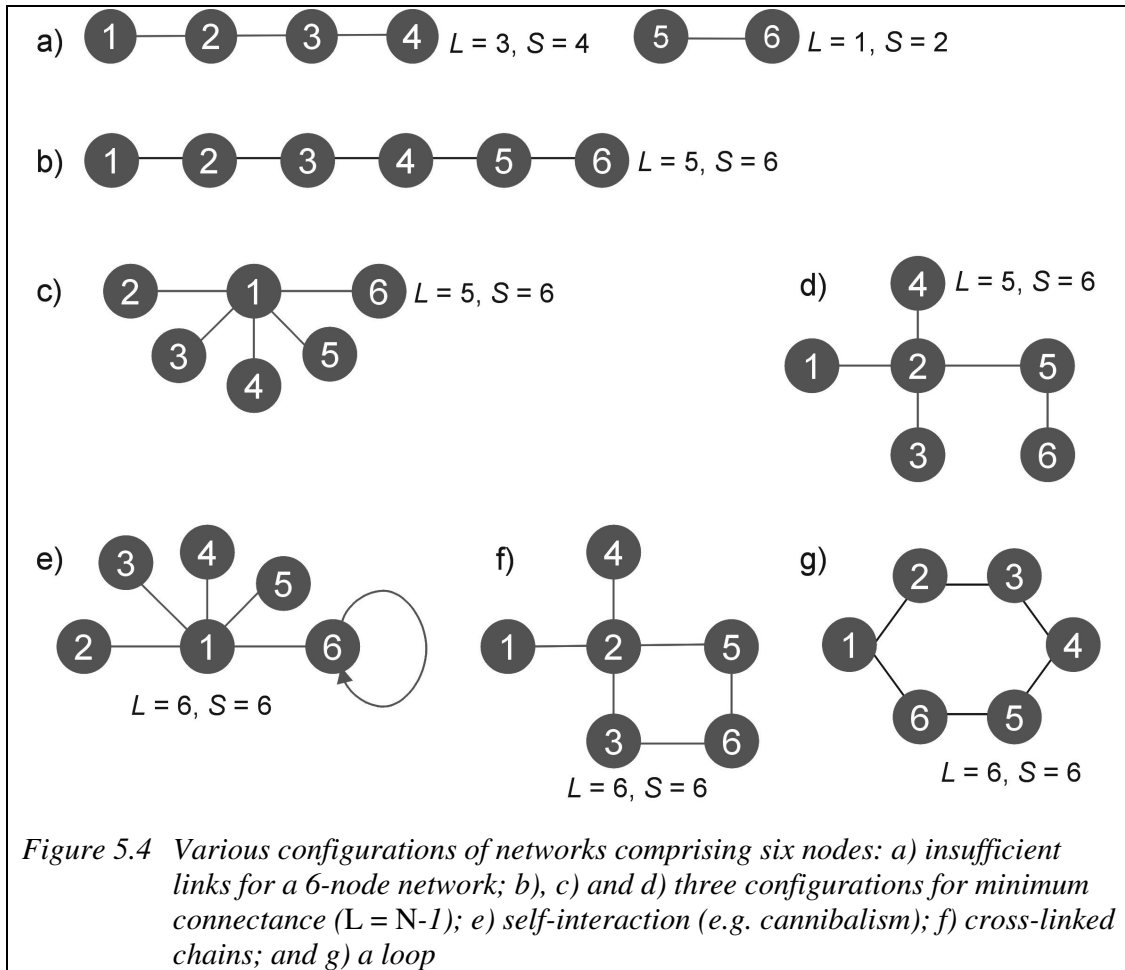 a) 1 2 3 4 L = 3, S = 4 5 6 L = 1, S = 2
b) 1 2 3 4 5 6 L = 5, S = 6
c) 2 1 6 L = 5, S = 6
3 4 5
d) 4 L = 5, S = 6
1 2 5
3 6
e) 3 4 5
2 1 6
L = 6, S = 6
f) 4
1 2 5
3 6
L = 6, S = 6
g) 2 3
1 4
6 5
L = 6, S = 6
Figure 5.4 Various configurations of networks comprising six nodes: a) insufficient
links for a 6-node network; b), c) and d) three configurations for minimum
connectance (L = N-1); e) self-interaction (e.g. cannibalism); f) cross-linked
chains; and g) a loop